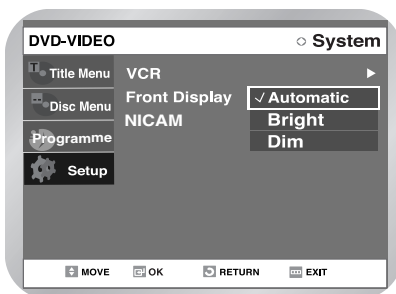 DVD-VIDEO System
Title Menu
Disc Menu
Programme
Setup
VCR
Front Display
NICAM
✓ Automatic
Bright
Dim
MOVE OK RETURN EXIT